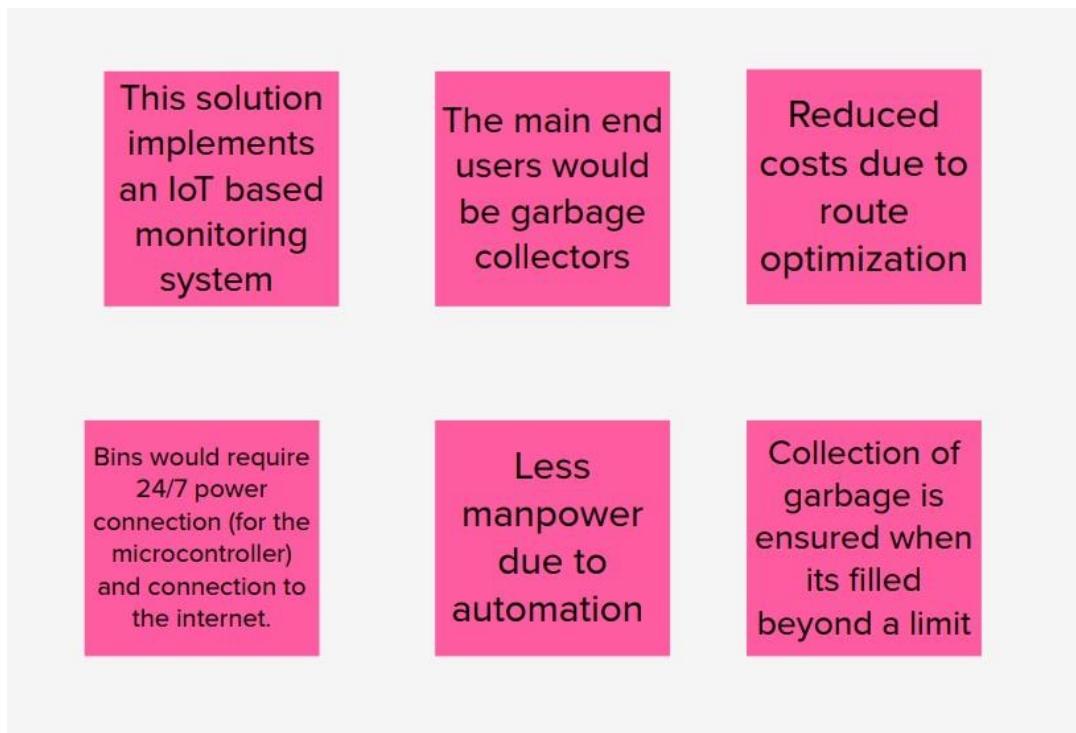 This solution
implements
an IoT based
monitoring
system
The main end
users would
be garbage
collectors
Reduced
costs due to
route
optimization
Bins would require
24/7 power
connection (for the
microcontroller)
and connection to
the internet.
Less
manpower
due to
automation
Collection of
garbage is
ensured when
its filled
beyond a limit